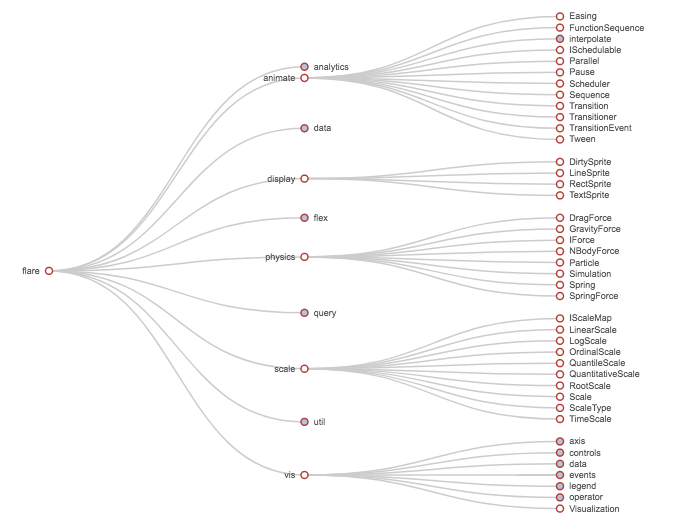 flare
analytics
animate
data
display
flex
physics
query
scale
util
vis
Easing
FunctionSequence
interpolate
ISchedulable
Parallel
Pause
Scheduler
Sequence
Transition
Transitioner
TransitionEvent
Tween
DirtySprite
LineSprite
RectSprite
TextSprite
DragForce
GravityForce
IForce
NBodyForce
Particle
Simulation
Spring
SpringForce
IScaleMap
LinearScale
LogScale
OrdinalScale
QuantileScale
QuantitativeScale
RootScale
Scale
ScaleType
TimeScale
axis
controls
data
events
legend
operator
Visualization